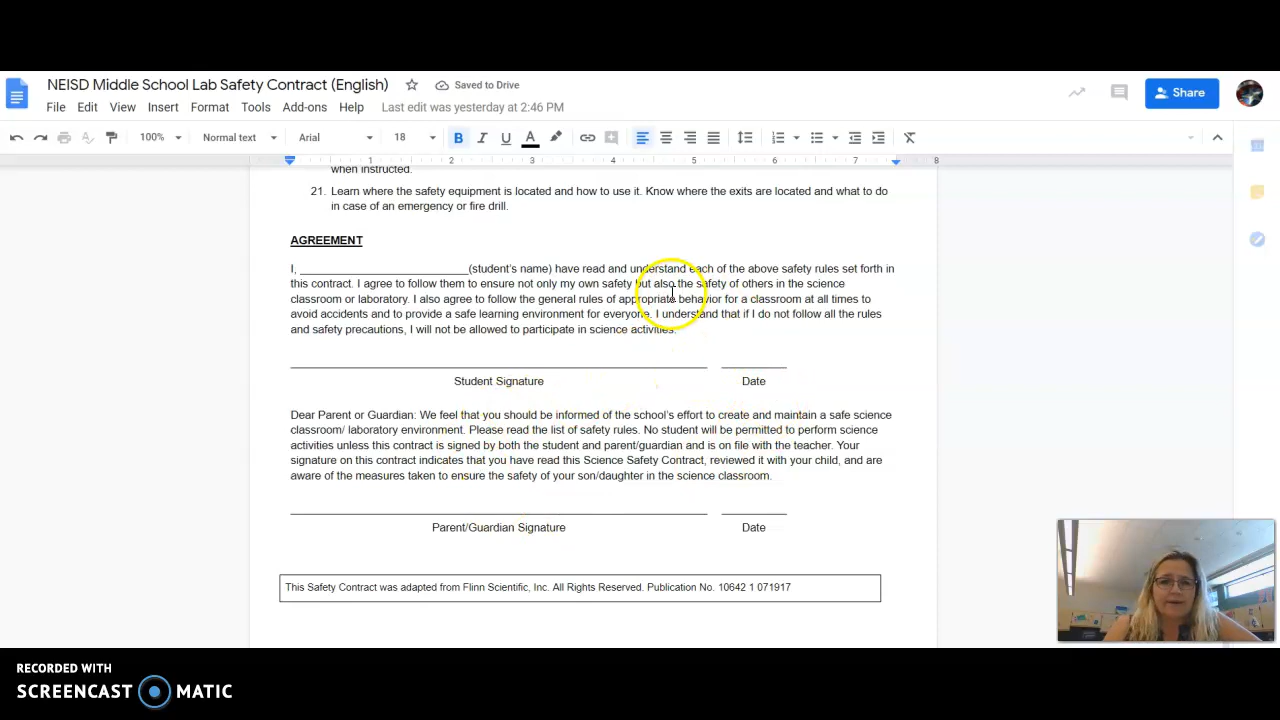 NEISD Middle School Lab Safety Contract (English)
Saved to Drive
Share
File Edit View Insert Format Tools Add-ons Help Last edit was yesterday at 2:46 PM
100% Normal text Arial 18 B I U A
1 2 3 4 5 6 7 8
when instructed.
21. Learn where the safety equipment is located and how to use it. Know where the exits are located and what to do
in case of an emergency or fire drill.
AGREEMENT
I, ____________________________(student's name) have read and understand each of the above safety rules set forth in
this contract. I agree to follow them to ensure not only my own safety but also the safety of others in the science
classroom or laboratory. I also agree to follow the general rules of appropriate behavior for a classroom at all times to
avoid accidents and to provide a safe learning environment for everyone. I understand that if I do not follow all the rules
and safety precautions, I will not be allowed to participate in science activities.
Student Signature Date
Dear Parent or Guardian: We feel that you should be informed of the school's effort to create and maintain a safe science
classroom/ laboratory environment. Please read the list of safety rules. No student will be permitted to perform science
activities unless this contract is signed by both the student and parent/guardian and is on file with the teacher. Your
signature on this contract indicates that you have read this Science Safety Contract, reviewed it with your child, and are
aware of the measures taken to ensure the safety of your son/daughter in the science classroom.
Parent/Guardian Signature Date
This Safety Contract was adapted from Flinn Scientific, Inc. All Rights Reserved. Publication No. 10642 1 071917
RECORDED WITH
SCREENCAST MATIC